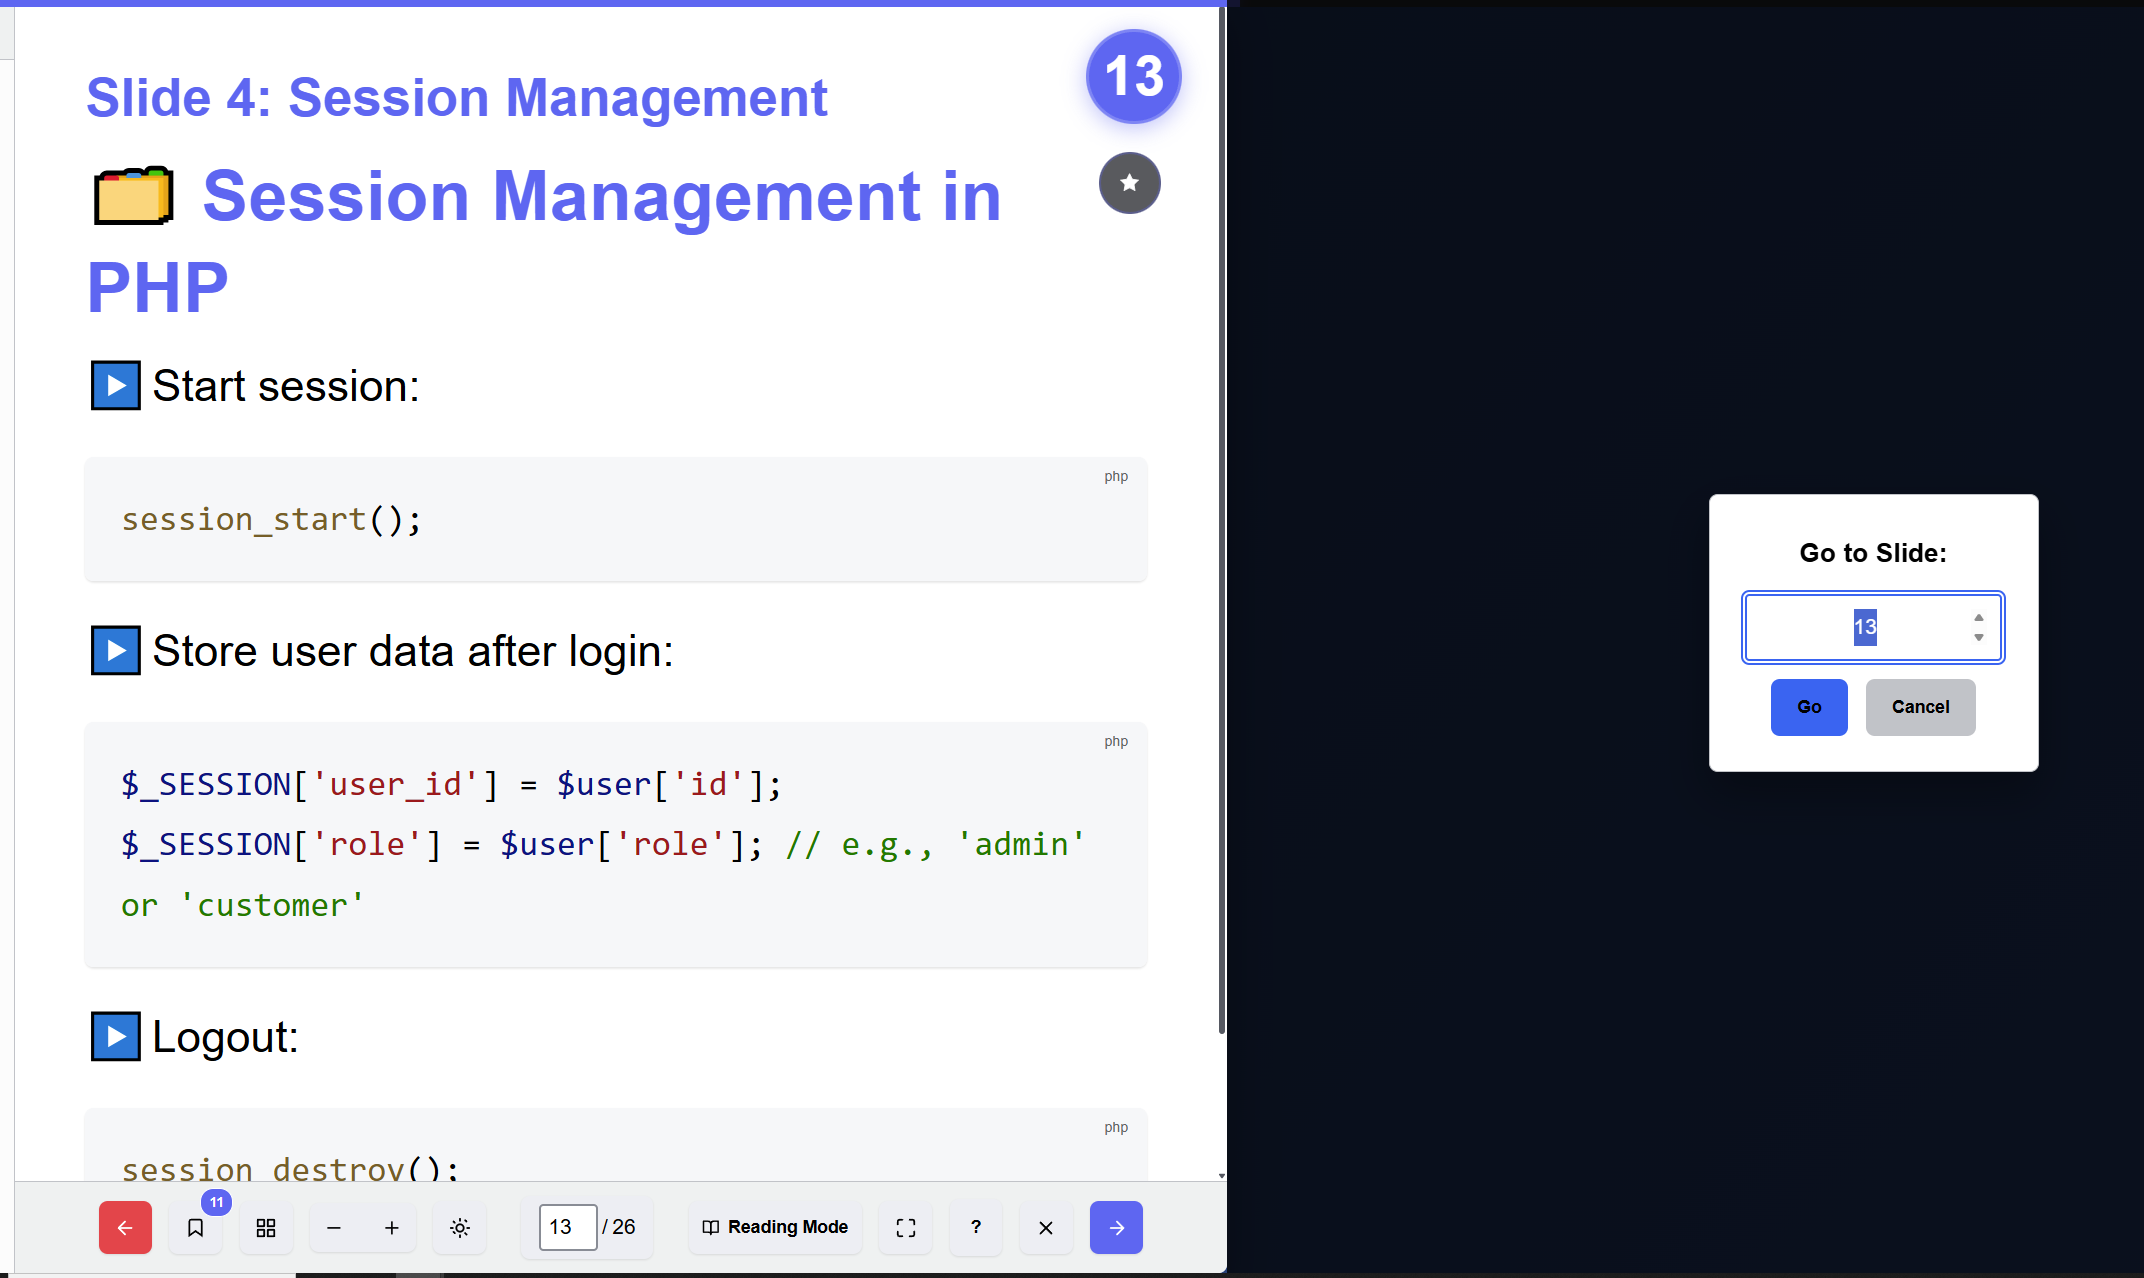 Slide 4: Session Management
13
Session Management in
PHP
Start session:
php
session_start();
Store user data after login:
php
$_SESSION['user_id'] = $user['id'];
$_SESSION['role'] = $user['role']; // e.g., 'admin'
or 'customer'
Logout:
php
session_destroy();
11
13 / 26
Reading Mode
?
Go to Slide:
13
Go
Cancel